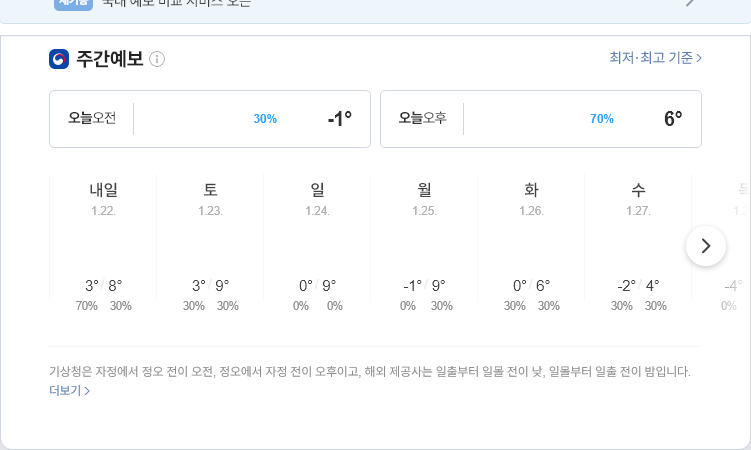 국내 예보 비교 서비스 오픈
주간예보
최저·최고 기준
오늘오전 30% -1°
오늘오후 70% 6°
내일 토 일 월 화 수
1.22. 1.23. 1.24. 1.25. 1.26. 1.27.
3° / 8° 3° / 9° 0° / 9° -1° / 9° 0° / 6° -2° / 4° -4°
70% 30% 30% 30% 0% 0% 0% 30% 30% 30% 30% 30% 0%
기상청은 자정에서 정오 전이 오전, 정오에서 자정 전이 오후이고, 해외 제공사는 일출부터 일몰 전이 낮, 일몰부터 일출 전이 밤입니다.
더보기